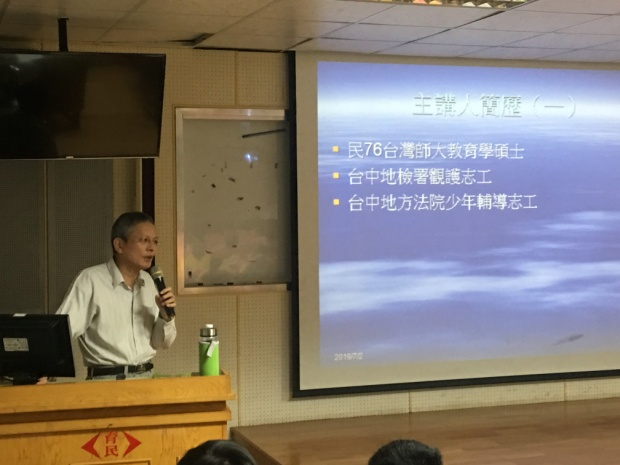 主講人簡歷（一）
民76台灣師大教育學碩士
台中地檢署觀護志工
台中地方法院少年輔導志工
育民